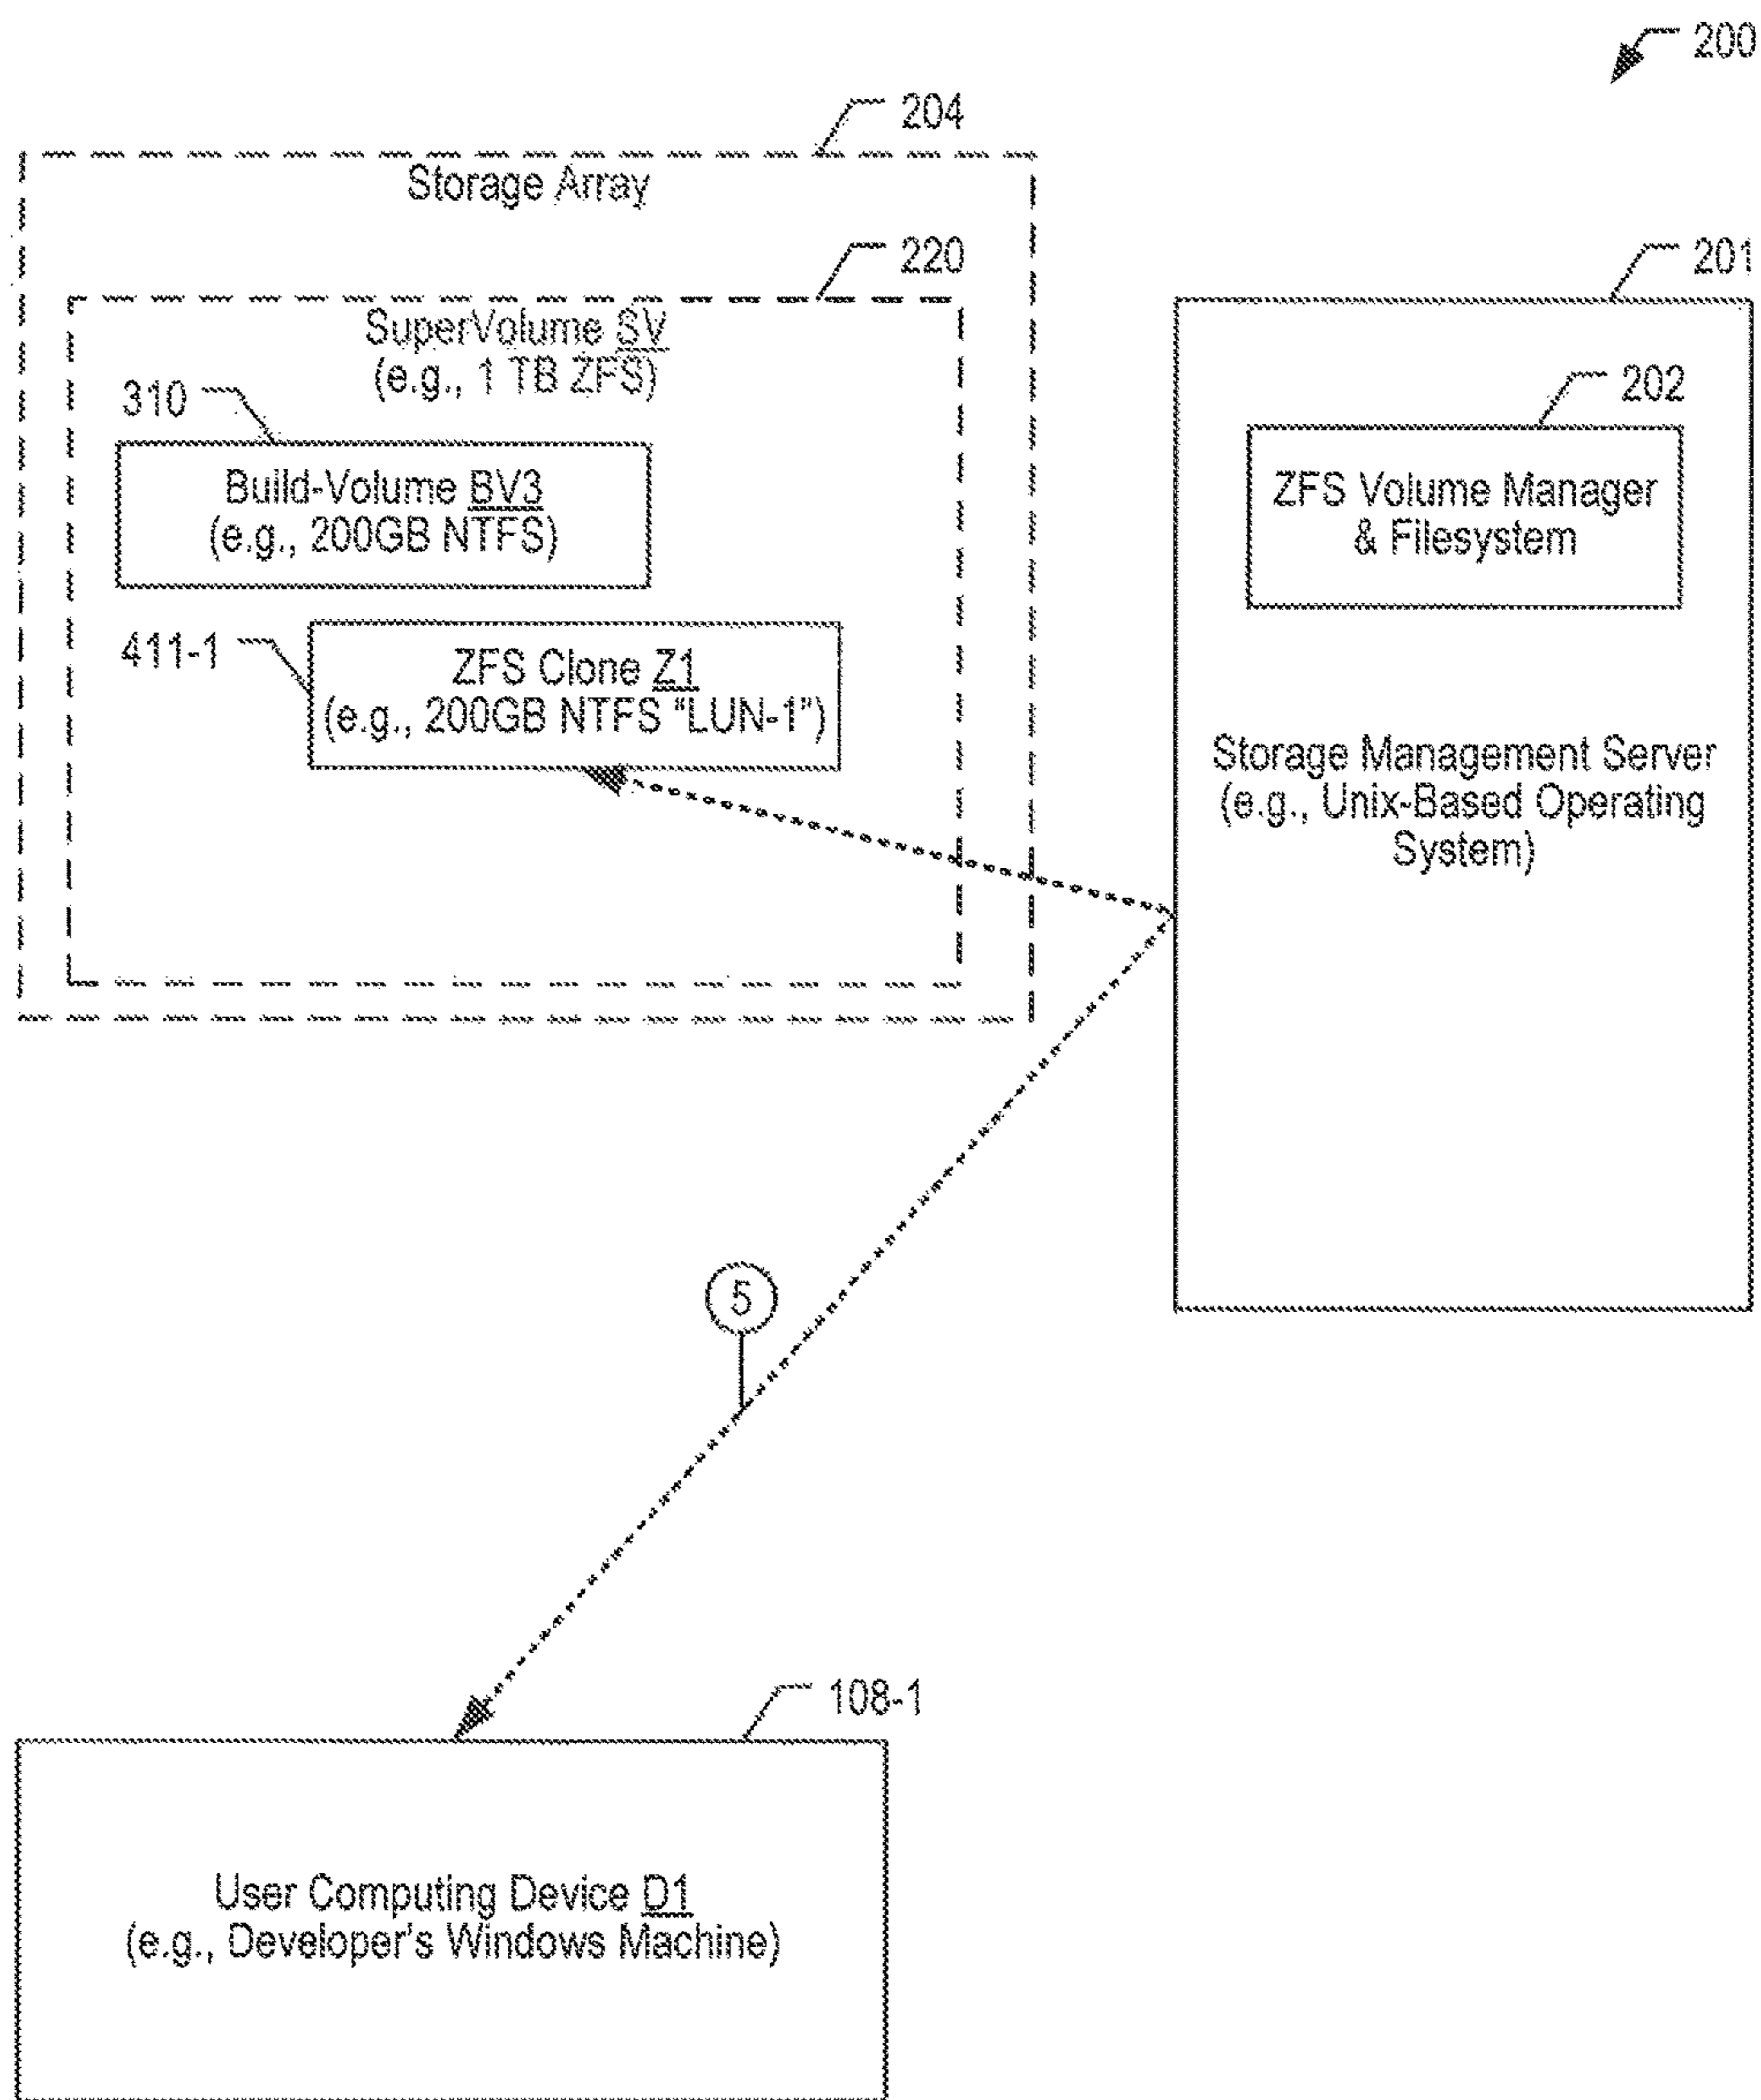 200
204
Storage Array
220
SuperVolume SV
(e.g., 1 TB ZFS)
310
Build-Volume BV3
(e.g., 200GB NTFS)
411-1
ZFS Clone Z1
(e.g., 200GB NTFS "LUN-1")
201
202
ZFS Volume Manager
& Filesystem
Storage Management Server
(e.g., Unix-Based Operating
System)
5
108-1
User Computing Device D1
(e.g., Developer's Windows Machine)